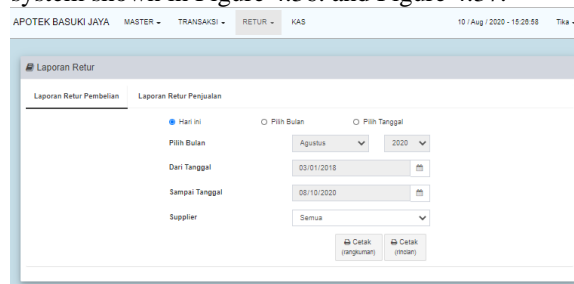 system shown in Figure 4.36. and Figure 4.37.
APOTEK BASUKI JAYA MASTER TRANSAKSI RETUR KAS 10 / Aug / 2020 - 15:26:58 Tika
Laporan Retur
Laporan Retur Pembelian Laporan Retur Penjualan
Hari ini Pilih Bulan Pilih Tanggal
Pilih Bulan Agustus 2020
Dari Tanggal 03/01/2018
Sampai Tanggal 08/10/2020
Supplier Semua
Cetak Cetak
(rangkuman) (rincian)